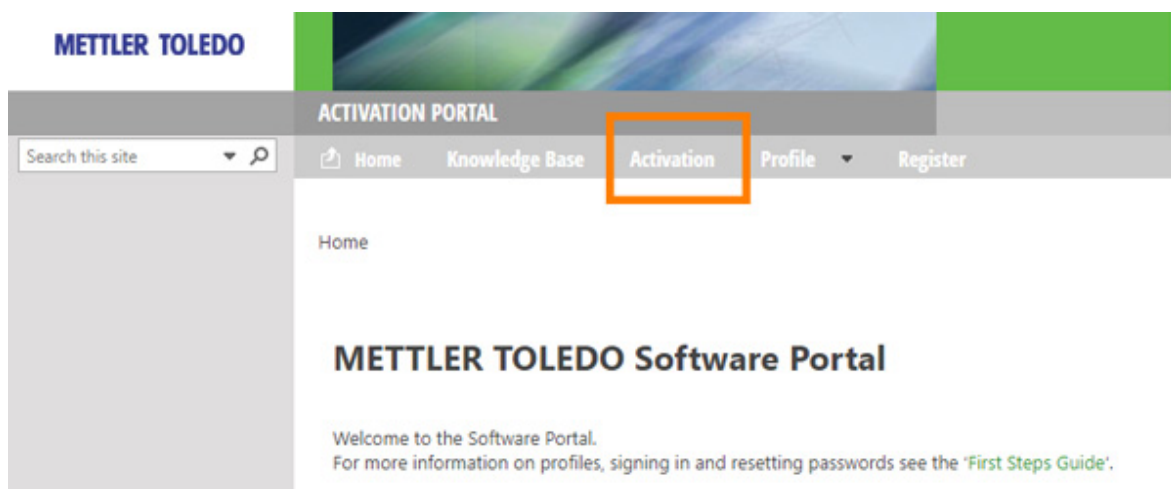 METTLER TOLEDO
ACTIVATION PORTAL
Search this site
Home Knowledge Base Activation Profile Register
Home
METTLER TOLEDO Software Portal
Welcome to the Software Portal.
For more information on profiles, signing in and resetting passwords see the 'First Steps Guide'.